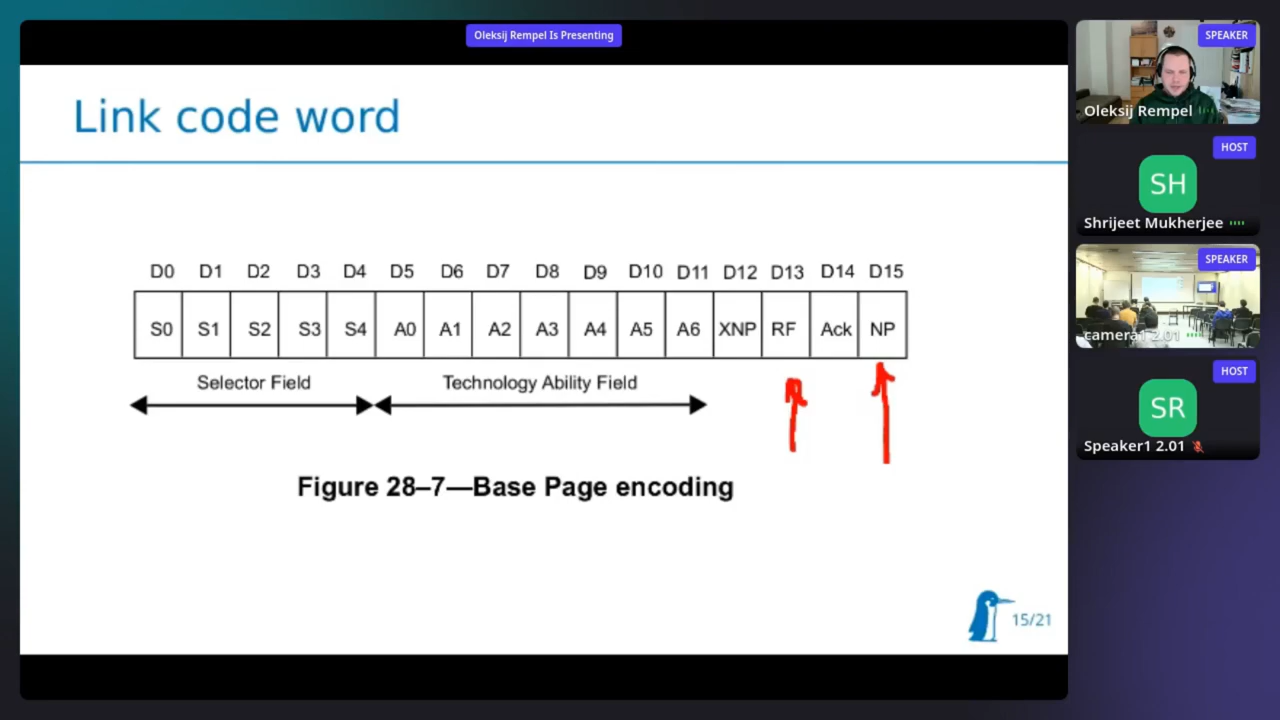 Oleksij Rempel Is Presenting
Link code word
D0 D1 D2 D3 D4 D5 D6 D7 D8 D9 D10 D11 D12 D13 D14 D15
S0 S1 S2 S3 S4 A0 A1 A2 A3 A4 A5 A6 XNP RF Ack NP
Selector Field Technology Ability Field
Figure 28–7—Base Page encoding
15/21
SPEAKER
Oleksij Rempel
HOST
SH
Shrijeet Mukherjee
SPEAKER
camera1 2.01
HOST
SR
Speaker1 2.01